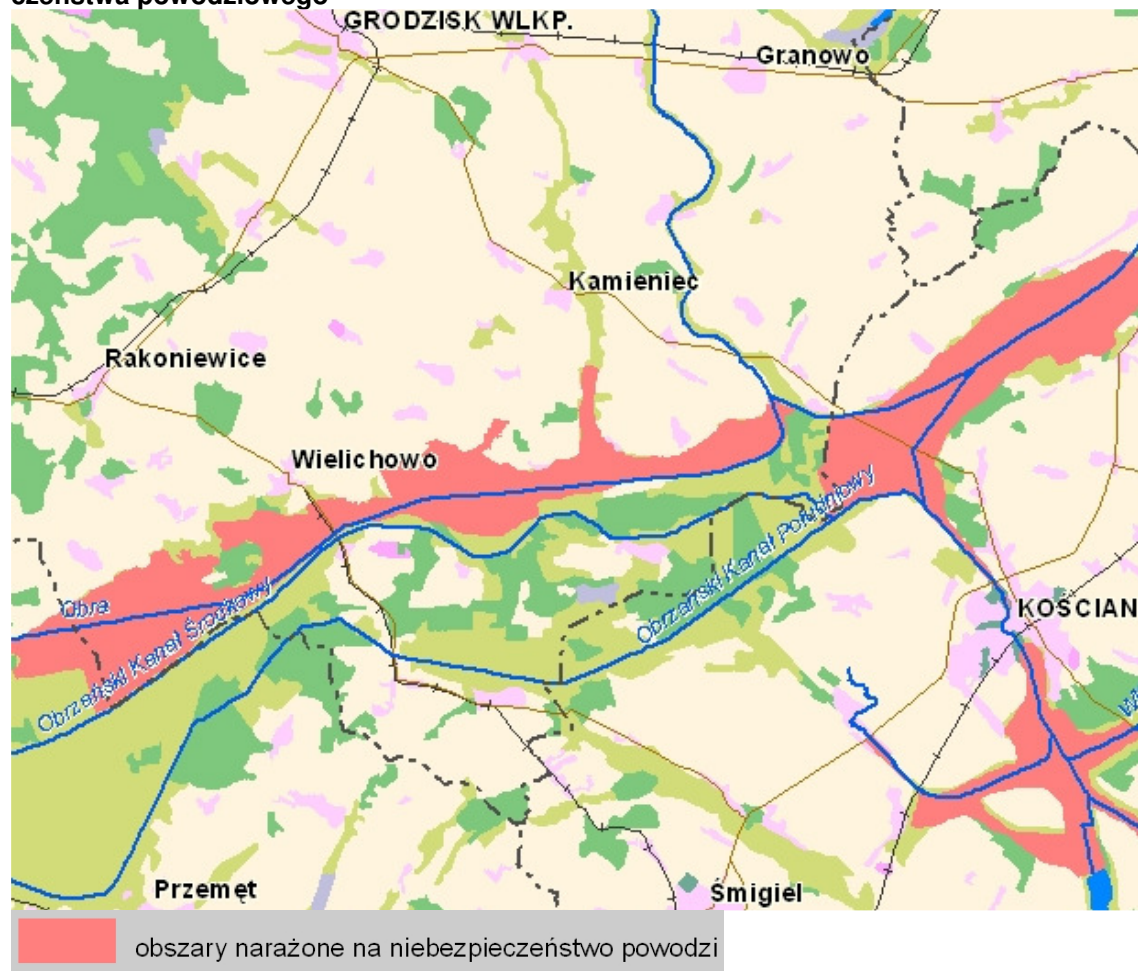 czeństwa powodziowego
GRODZISK WLKP.
Granowo
Kamieniec
Rakoniewice
Wielichowo
Obrzański Kanał Południowy
Obra
Obrzański Kanał Środkowy
KOŚCIAN
Przemęt
Śmigiel
obszary narażone na niebezpieczeństwo powodzi